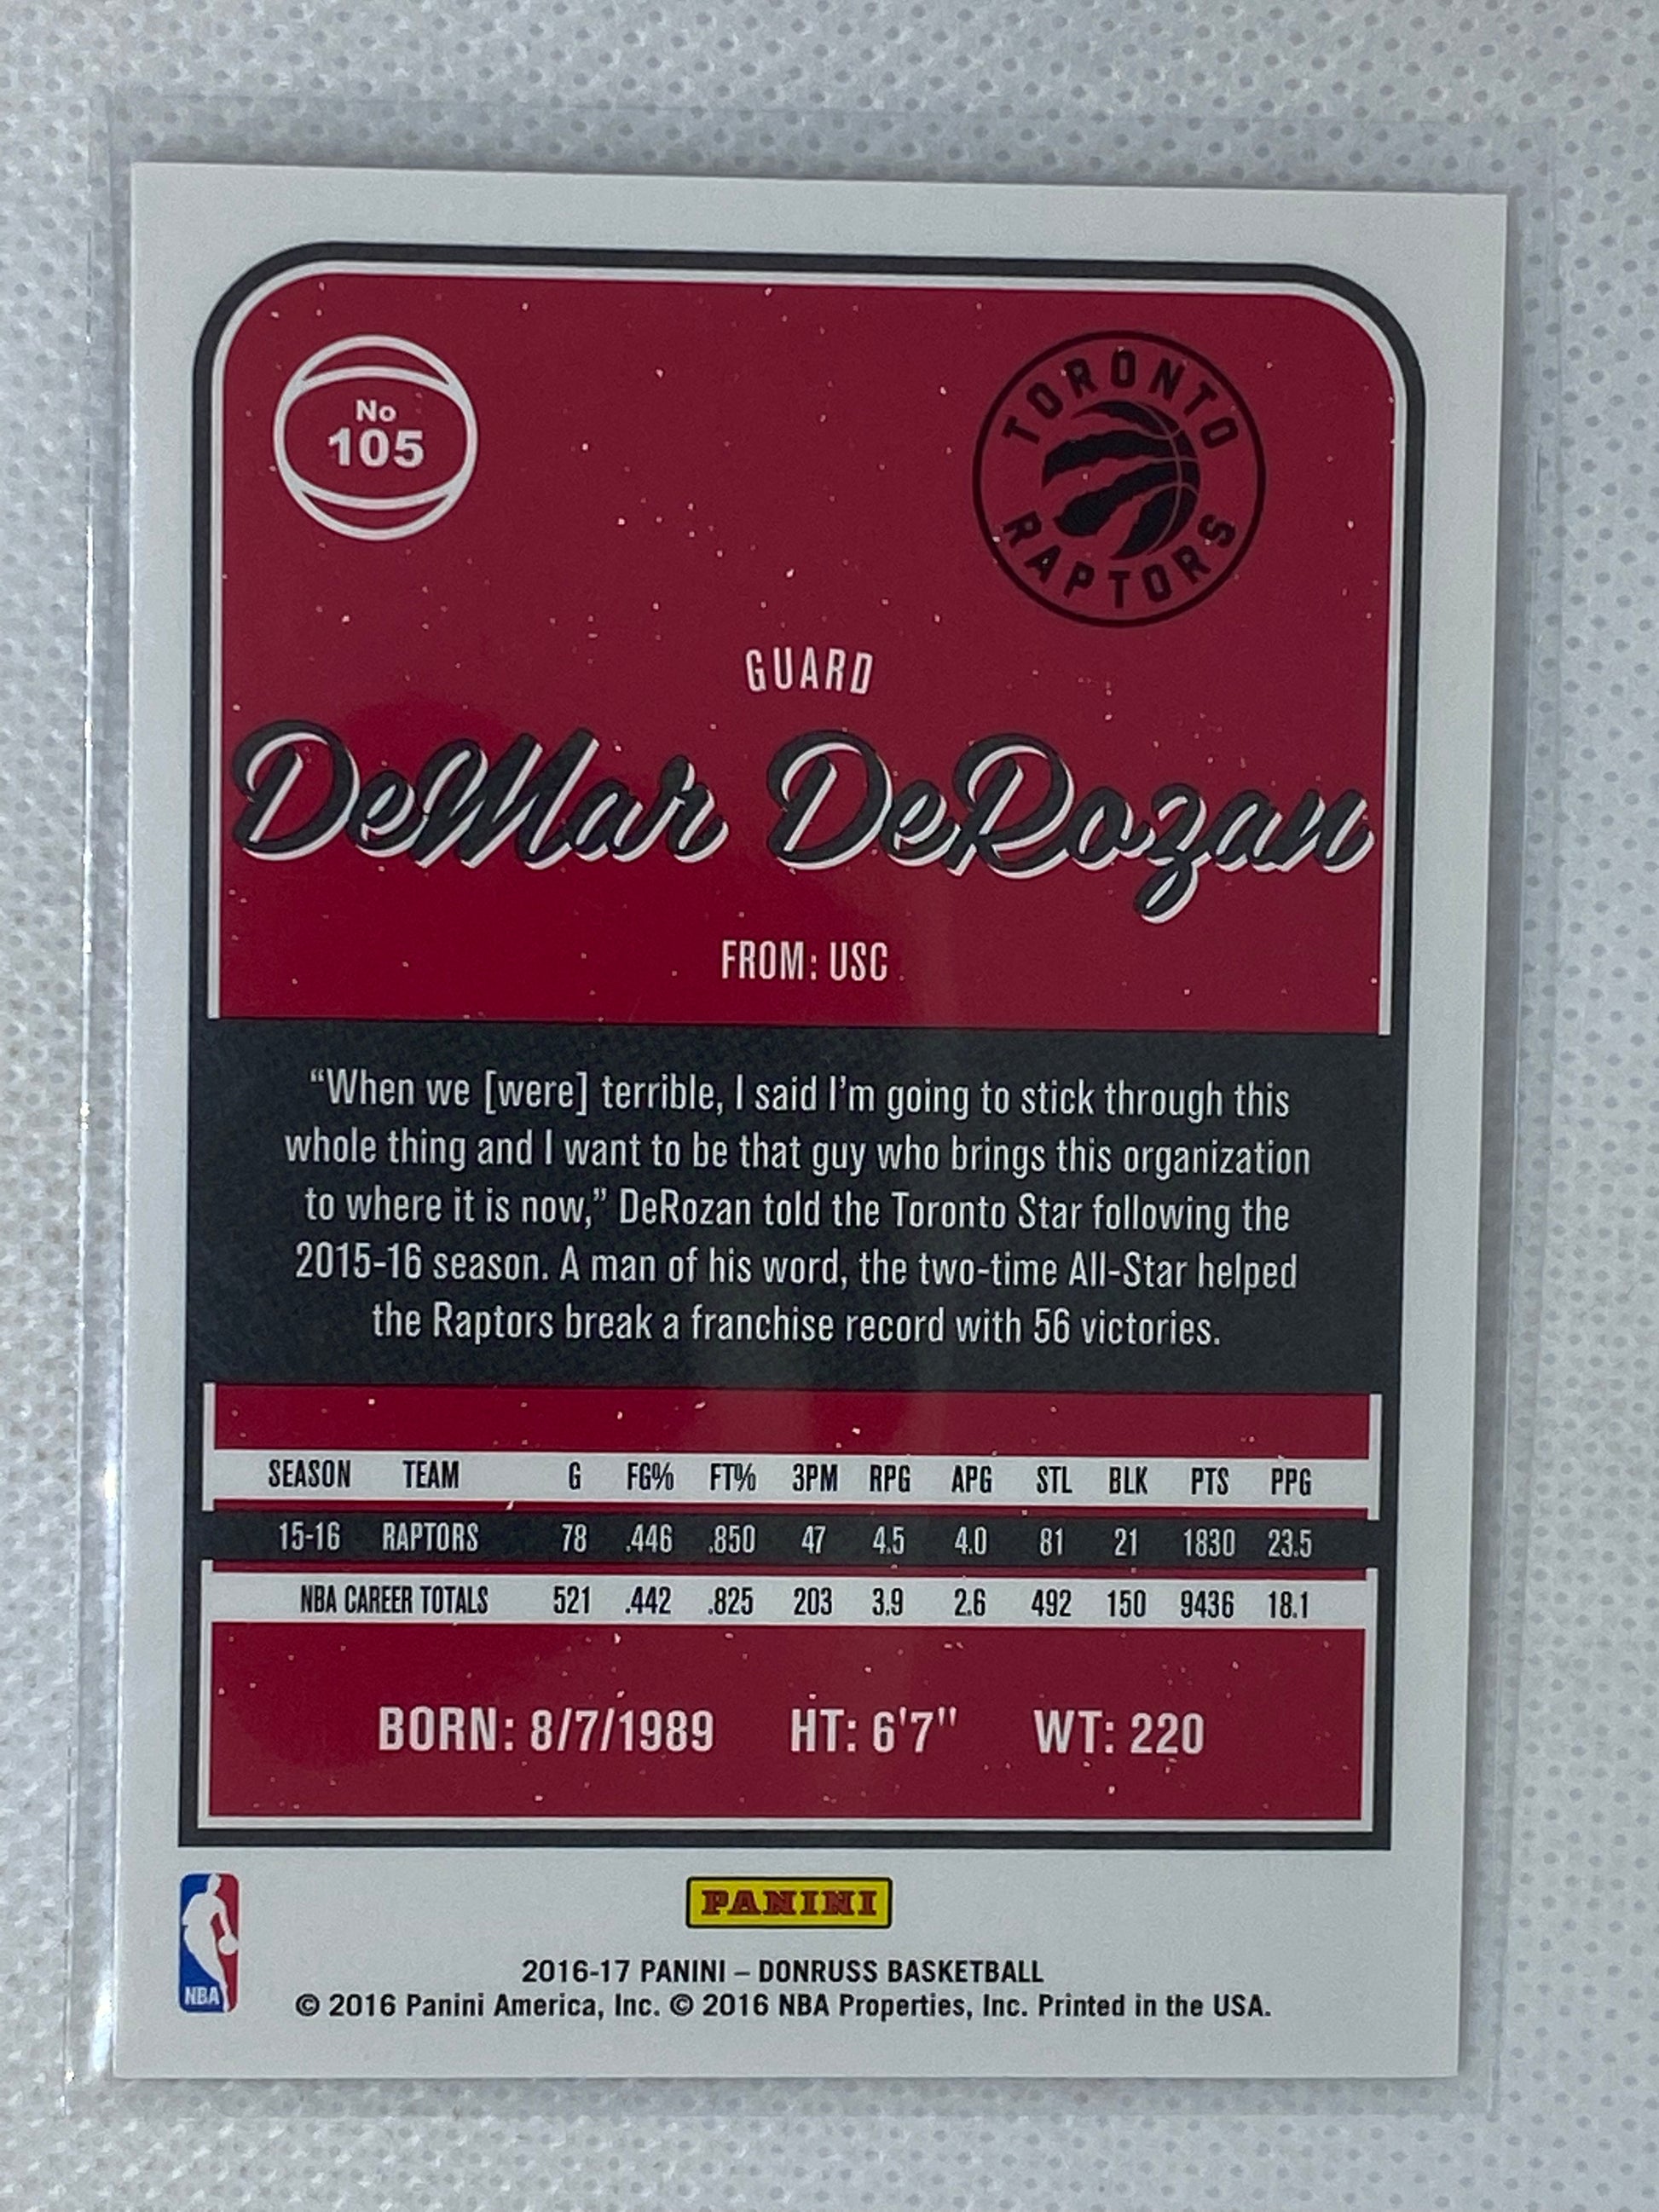 No
105
TORONTO
RAPTORS
GUARD
DeMar DeRozan
FROM: USC
“When we [were] terrible, I said I’m going to stick through this
whole thing and I want to be that guy who brings this organization
to where it is now,” DeRozan told the Toronto Star following the
2015-16 season. A man of his word, the two-time All-Star helped
the Raptors break a franchise record with 56 victories.
SEASON TEAM G FG% FT% 3PM RPG APG STL BLK PTS PPG
15-16 RAPTORS 78 .446 .850 47 4.5 4.0 81 21 1830 23.5
NBA CAREER TOTALS 521 .442 .825 203 3.9 2.6 492 150 9436 18.1
BORN: 8/7/1989 HT: 6'7" WT: 220
NBA
PANINI
2016-17 PANINI – DONRUSS BASKETBALL
© 2016 Panini America, Inc. © 2016 NBA Properties, Inc. Printed in the USA.